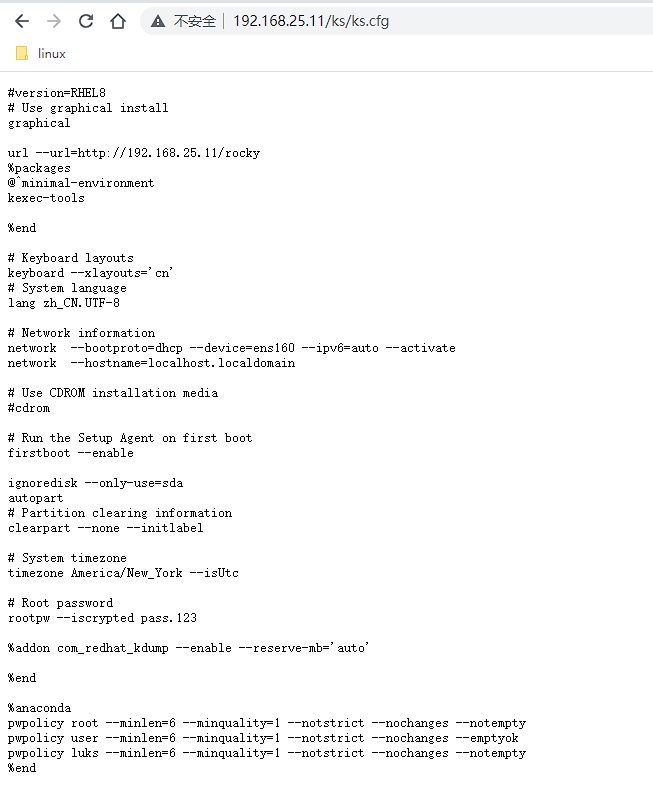 不安全 | 192.168.25.11/ks/ks.cfg
linux
#version=RHEL8
# Use graphical install
graphical
url --url=http://192.168.25.11/rocky
%packages
@^minimal-environment
kexec-tools
%end
# Keyboard layouts
keyboard --xlayouts='cn'
# System language
lang zh_CN.UTF-8
# Network information
network  --bootproto=dhcp --device=ens160 --ipv6=auto --activate
network  --hostname=localhost.localdomain
# Use CDROM installation media
#cdrom
# Run the Setup Agent on first boot
firstboot --enable
ignoredisk --only-use=sda
autopart
# Partition clearing information
clearpart --none --initlabel
# System timezone
timezone America/New_York --isUtc
# Root password
rootpw --iscrypted pass.123
%addon com_redhat_kdump --enable --reserve-mb='auto'
%end
%anaconda
pwpolicy root --minlen=6 --minquality=1 --notstrict --nochanges --notempty
pwpolicy user --minlen=6 --minquality=1 --notstrict --nochanges --emptyok
pwpolicy luks --minlen=6 --minquality=1 --notstrict --nochanges --notempty
%end